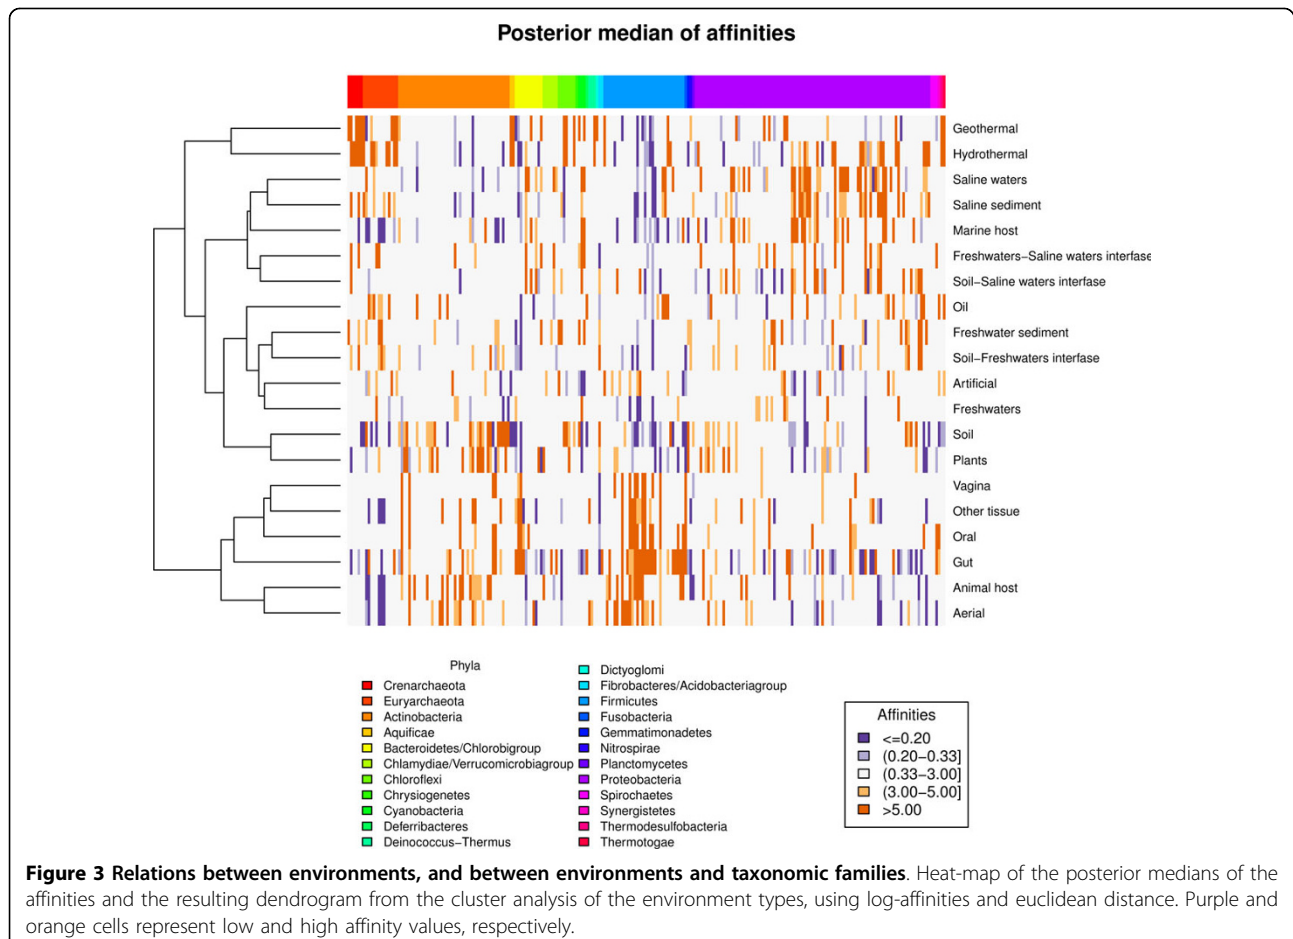 Posterior median of affinities
Geothermal
Hydrothermal
Saline waters
Saline sediment
Marine host
Freshwaters−Saline waters interfase
Soil−Saline waters interfase
Oil
Freshwater sediment
Soil−Freshwaters interfase
Artificial
Freshwaters
Soil
Plants
Vagina
Other tissue
Oral
Gut
Animal host
Aerial
Phyla
Crenarchaeota
Euryarchaeota
Actinobacteria
Aquificae
Bacteroidetes/Chlorobigroup
Chlamydiae/Verrucomicrobiagroup
Chloroflexi
Chrysiogenetes
Cyanobacteria
Deferribacteres
Deinococcus−Thermus
Dictyoglomi
Fibrobacteres/Acidobacteriagroup
Firmicutes
Fusobacteria
Gemmatimonadetes
Nitrospirae
Planctomycetes
Proteobacteria
Spirochaetes
Synergistetes
Thermodesulfobacteria
Thermotogae
Affinities
<=0.20
(0.20−0.33]
(0.33−3.00]
(3.00−5.00]
>5.00
Figure 3 Relations between environments, and between environments and taxonomic families. Heat-map of the posterior medians of the
affinities and the resulting dendrogram from the cluster analysis of the environment types, using log-affinities and euclidean distance. Purple and
orange cells represent low and high affinity values, respectively.